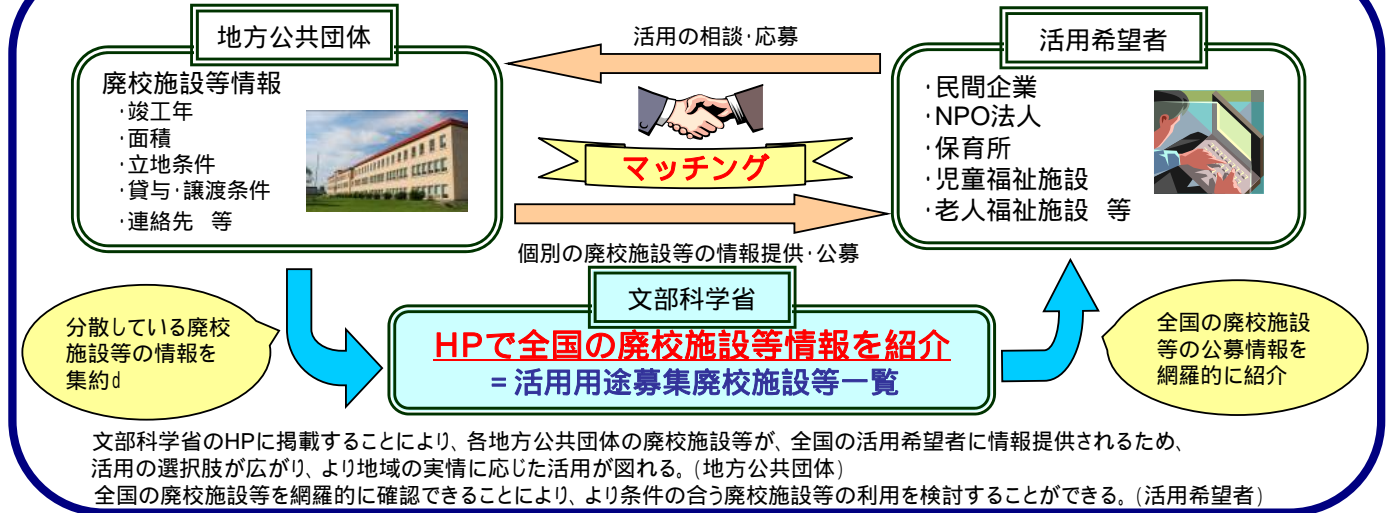 地方公共団体
廃校施設等情報
・竣工年
・面積
・立地条件
・貸与・譲渡条件
・連絡先　等
活用の相談・応募
マッチング
個別の廃校施設等の情報提供・公募
活用希望者
・民間企業
・NPO法人
・保育所
・児童福祉施設
・老人福祉施設　等
分散している廃校
施設等の情報を
集約d
文部科学省
HPで全国の廃校施設等情報を紹介
=活用用途募集廃校施設等一覧
全国の廃校施設
等の公募情報を
網羅的に紹介
文部科学省のHPに掲載することにより、各地方公共団体の廃校施設等が、全国の活用希望者に情報提供されるため、
活用の選択肢が広がり、より地域の実情に応じた活用が図れる。(地方公共団体)
全国の廃校施設等を網羅的に確認できることにより、より条件の合う廃校施設等の利用を検討することができる。(活用希望者)